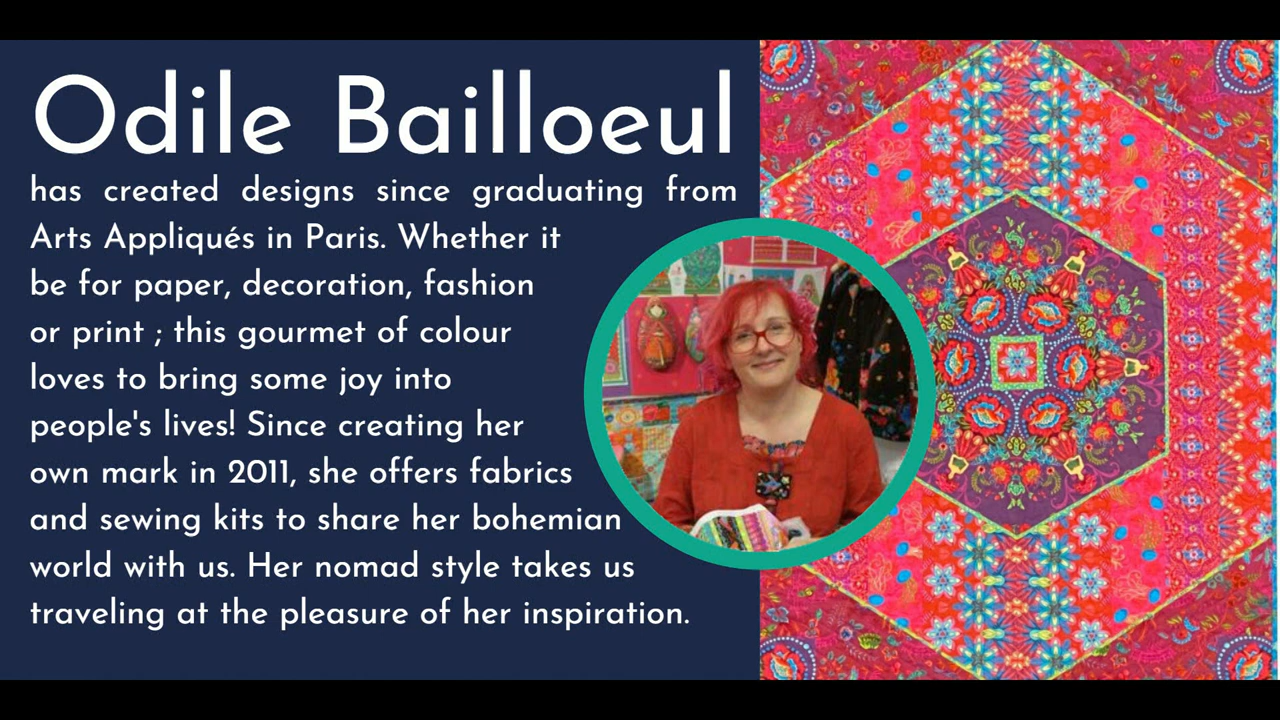 Odile Bailloeul
has created designs since graduating from
Arts Appliqués in Paris. Whether it
be for paper, decoration, fashion
or print ; this gourmet of colour
loves to bring some joy into
people's lives! Since creating her
own mark in 2011, she offers fabrics
and sewing kits to share her bohemian
world with us. Her nomad style takes us
traveling at the pleasure of her inspiration.